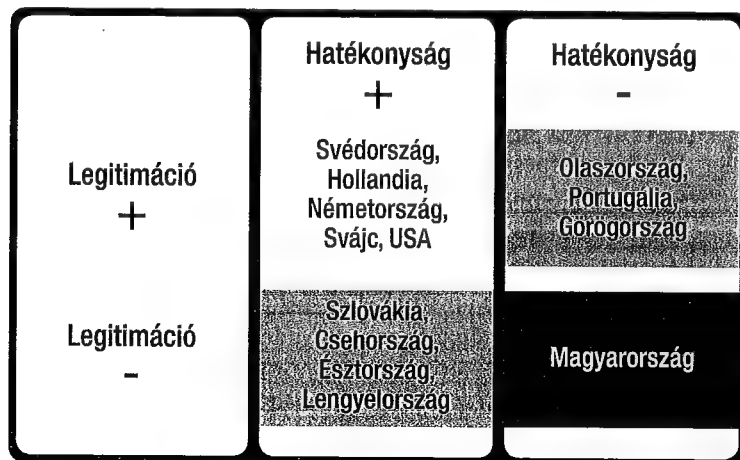 Hatékonyság
+
Hatékonyság
-
Legitimáció
+
Svédország,
Hollandia,
Németország,
Svájc, USA
Olaszország,
Portugália,
Görögország
Legitimáció
-
Szlovákia,
Csehország,
Észtország,
Lengyelország
Magyarország